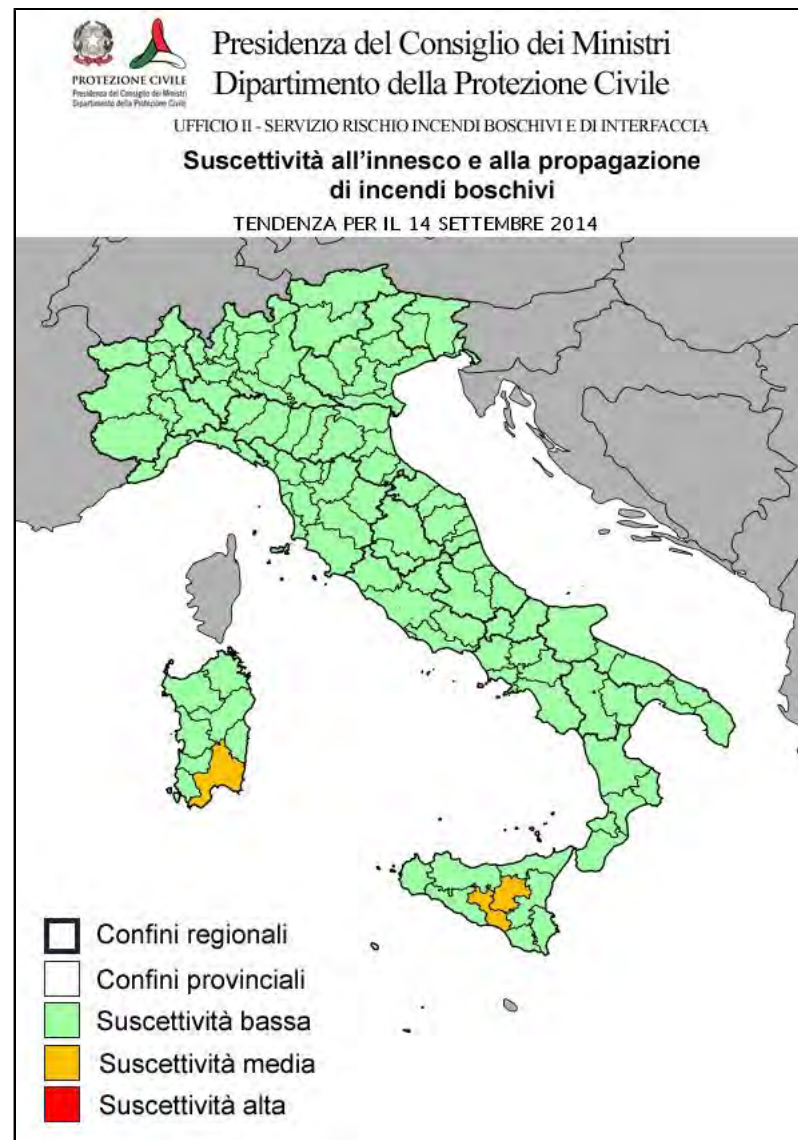 Presidenza del Consiglio dei Ministri
Dipartimento della Protezione Civile
PROTEZIONE CIVILE
Presidenza del Consiglio dei Ministri
Dipartimento della Protezione Civile
UFFICIO II - SERVIZIO RISCHIO INCENDI BOSCHIVI E DI INTERFACCIA
Suscettività all'innesco e alla propagazione
di incendi boschivi
TENDENZA PER IL 14 SETTEMBRE 2014
Confini regionali
Confini provinciali
Suscettività bassa
Suscettività media
Suscettività alta